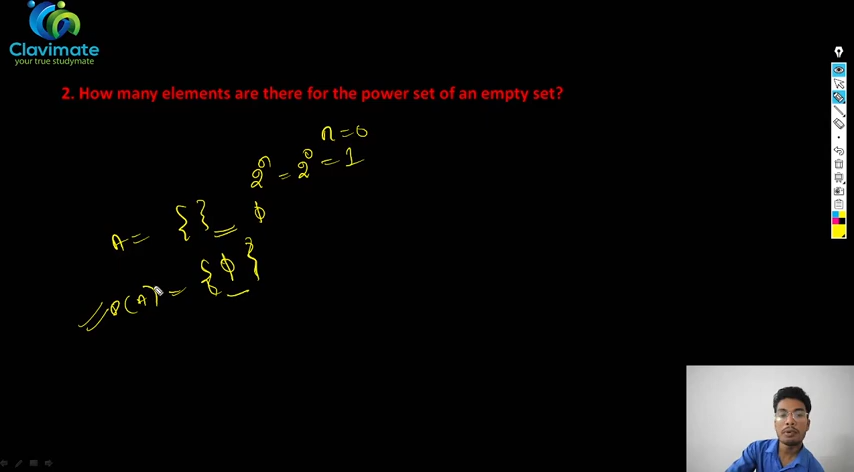 Clavimate
your true studymate
2. How many elements are there for the power set of an empty set?
n=0
2ⁿ = 2⁰ = 1
A = { } ϕ
P(A) = {ϕ}